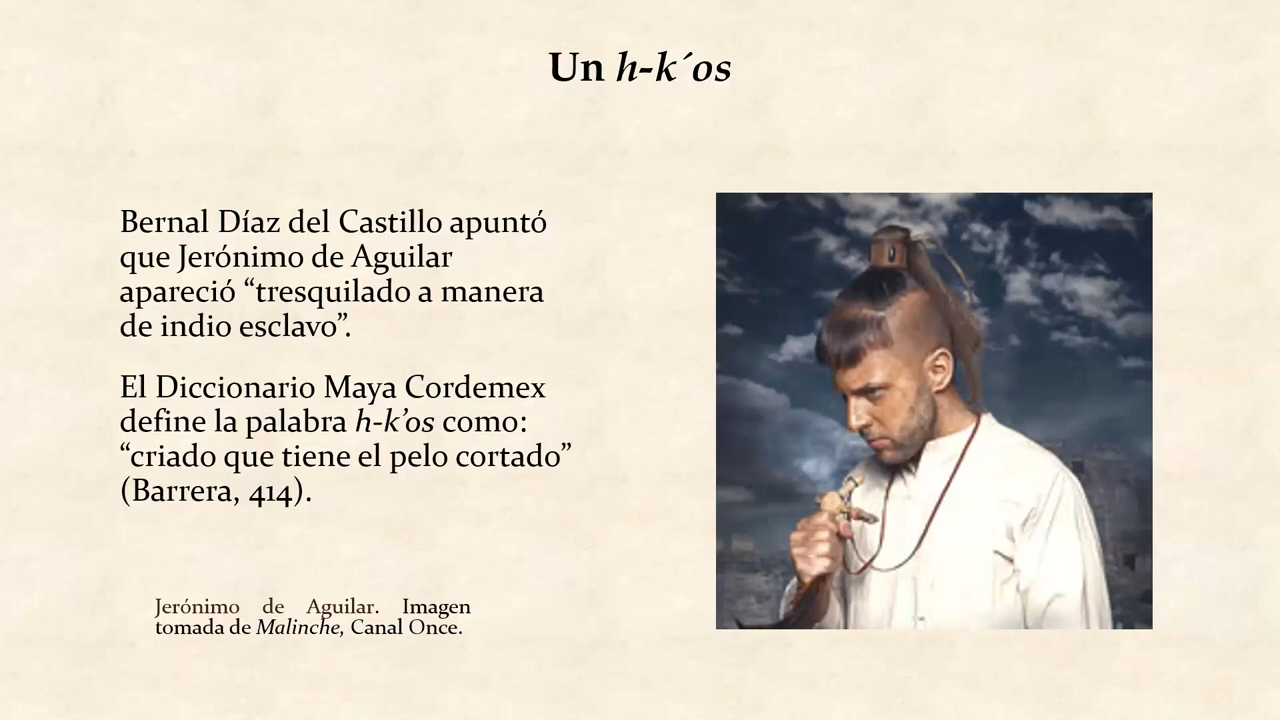 Un h-k´os
Bernal Díaz del Castillo apuntó
que Jerónimo de Aguilar
apareció “tresquilado a manera
de indio esclavo”.
El Diccionario Maya Cordemex
define la palabra h-k’os como:
“criado que tiene el pelo cortado”
(Barrera, 414).
Jerónimo de Aguilar. Imagen
tomada de Malinche, Canal Once.